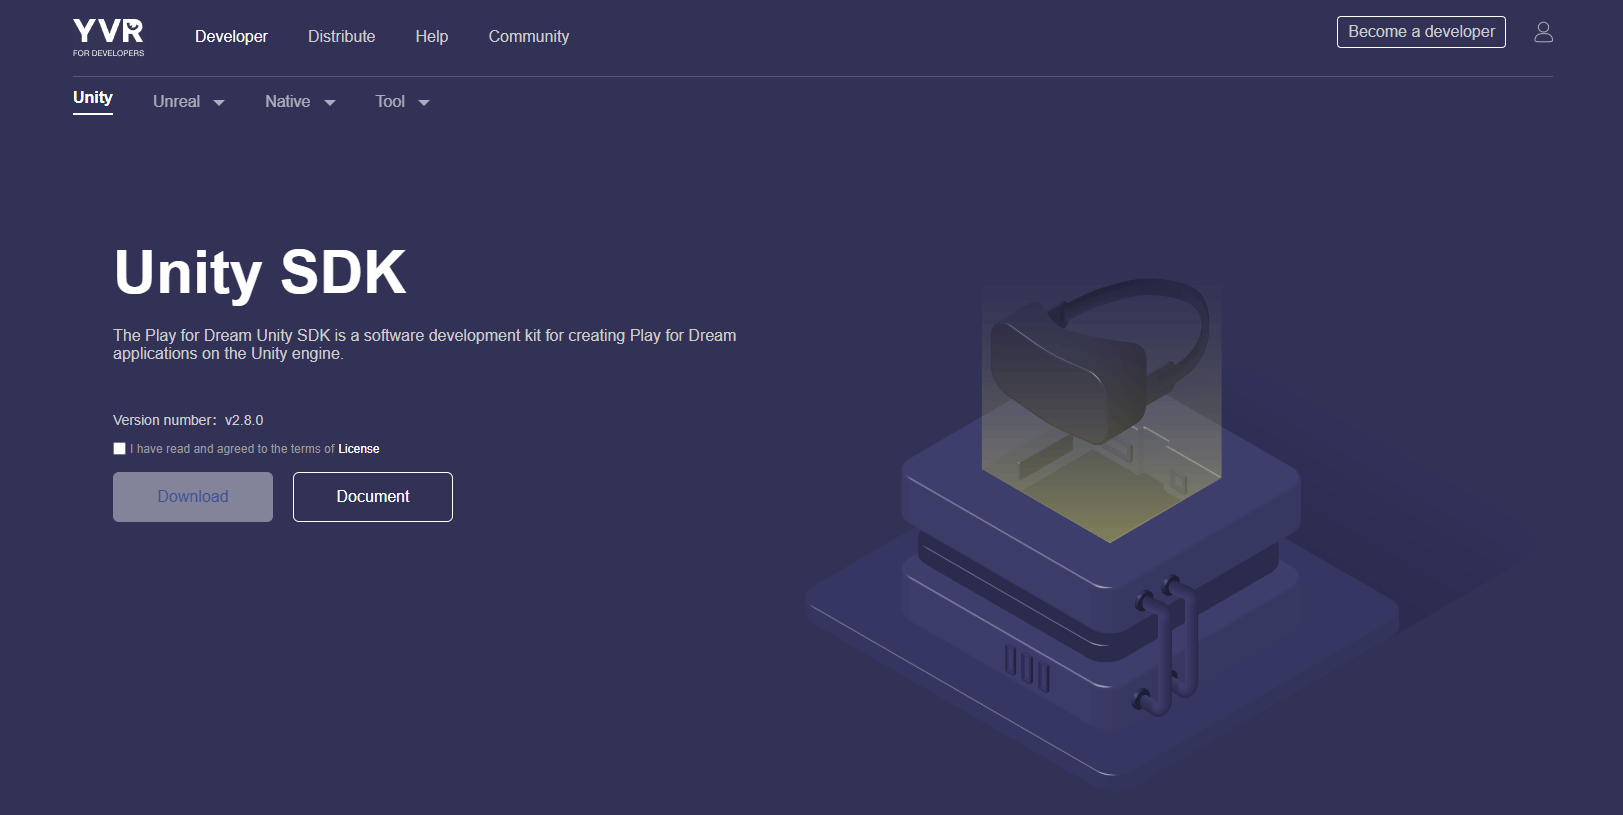 YVR
FOR DEVELOPERS
Developer
Distribute
Help
Community
Become a developer
Unity
Unreal
Native
Tool
Unity SDK
The Play for Dream Unity SDK is a software development kit for creating Play for Dream
applications on the Unity engine.
Version number：v2.8.0
I have read and agreed to the terms of License
Download
Document